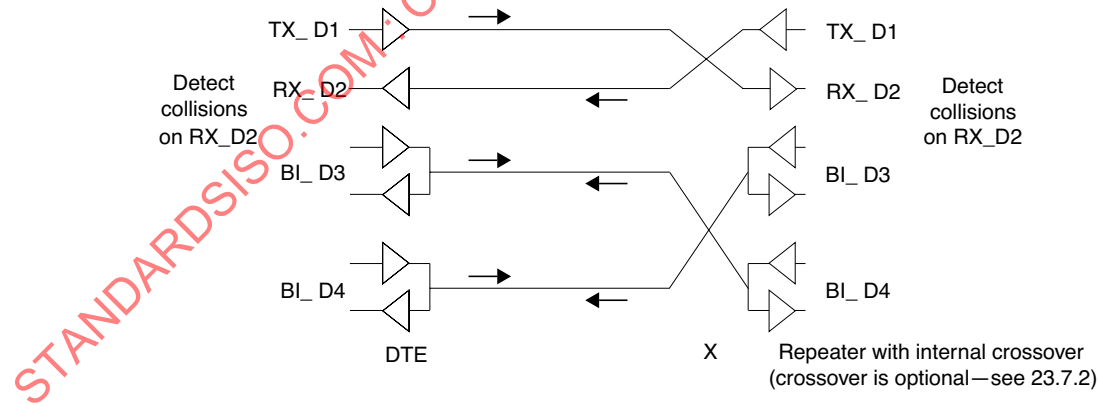 TX_ D1
TX_ D1
Detect
collisions
on RX_D2
RX_ D2
RX_ D2
Detect
collisions
on RX_D2
BI_ D3
BI_ D3
BI_ D4
BI_ D4
DTE
X
Repeater with internal crossover
(crossover is optional—see 23.7.2)
STANDARDSISO.COM: